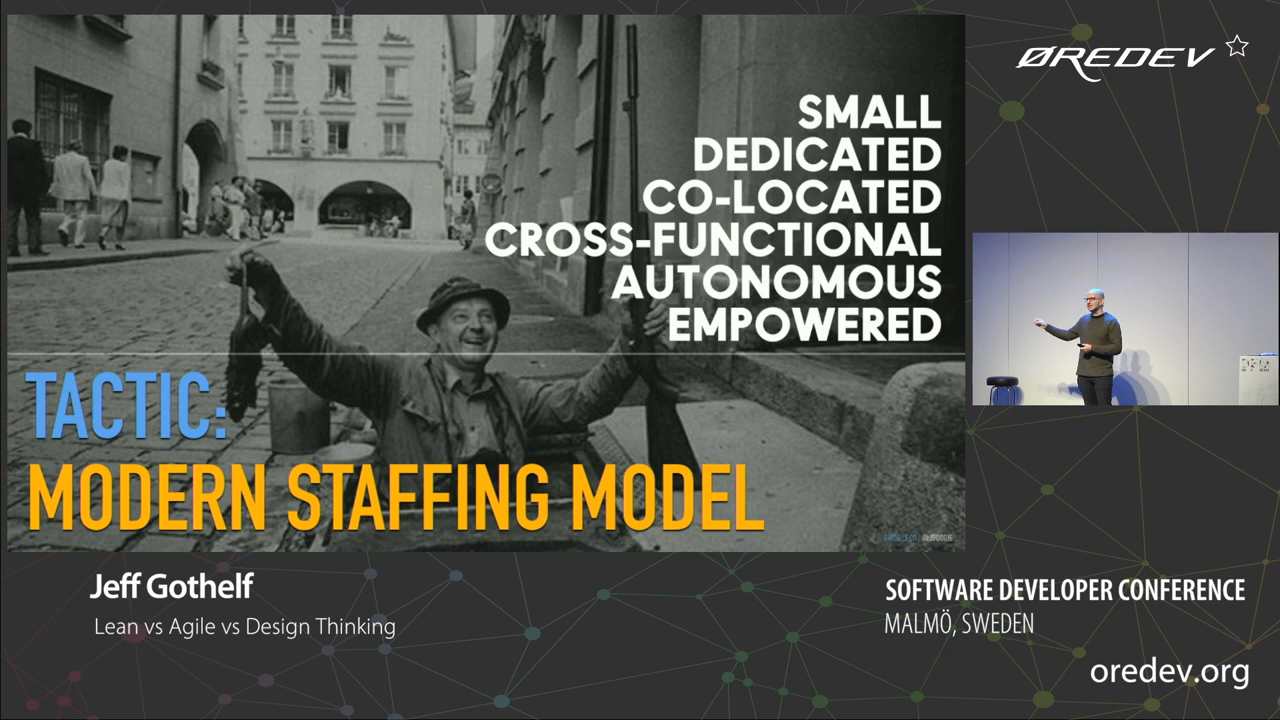 ØREDEV
SMALL
DEDICATED
CO-LOCATED
CROSS-FUNCTIONAL
AUTONOMOUS
EMPOWERED
TACTIC:
MODERN STAFFING MODEL
Jeff Gothelf
Lean vs Agile vs Design Thinking
SOFTWARE DEVELOPER CONFERENCE
MALMÖ, SWEDEN
oredev.org